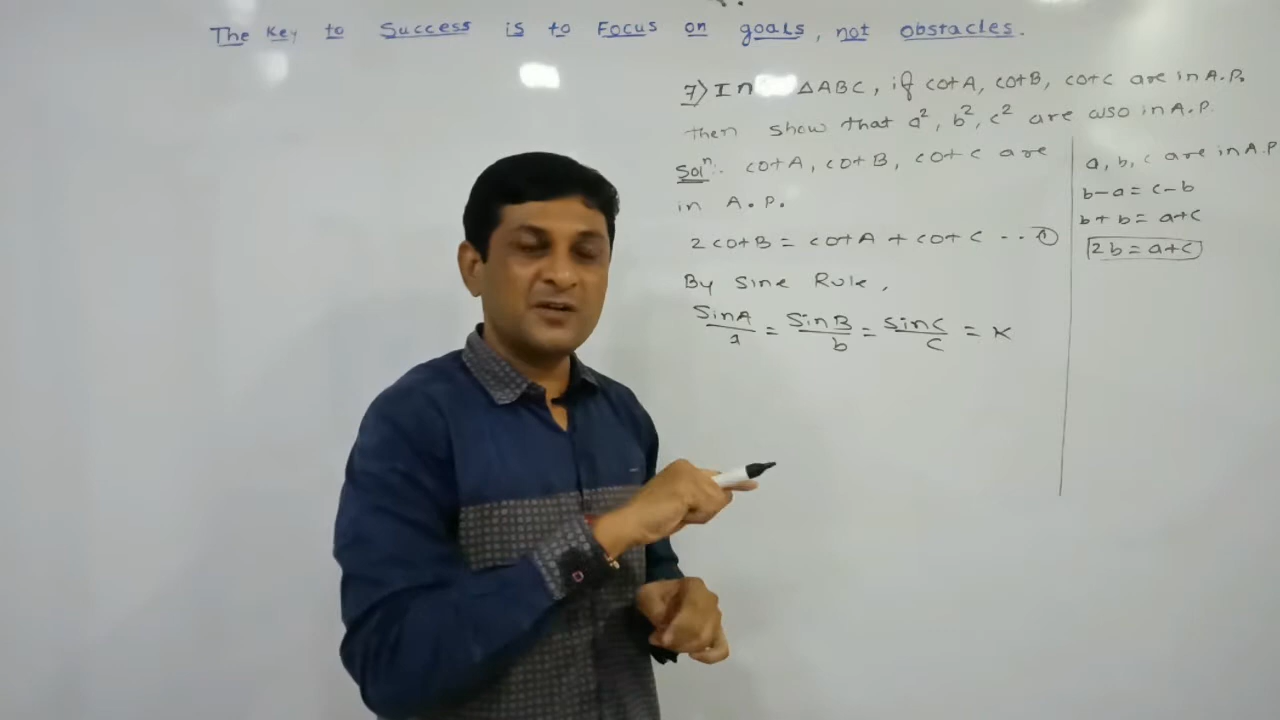 The Key to Success is to Focus on goals, not obstacles.
7) In △ABC, if cotA, cotB, cotC are in A.P.
then show that a², b², c² are also in A.P.
Solⁿ:. cotA, cotB, cotC are
in A.P.
2cotB = cotA + cotC --- ①
By Sine Rule,
SinA/a = SinB/b = SinC/c = K
a, b, c are in A.P
b-a = c-b
b+b = a+c
2b = a+c